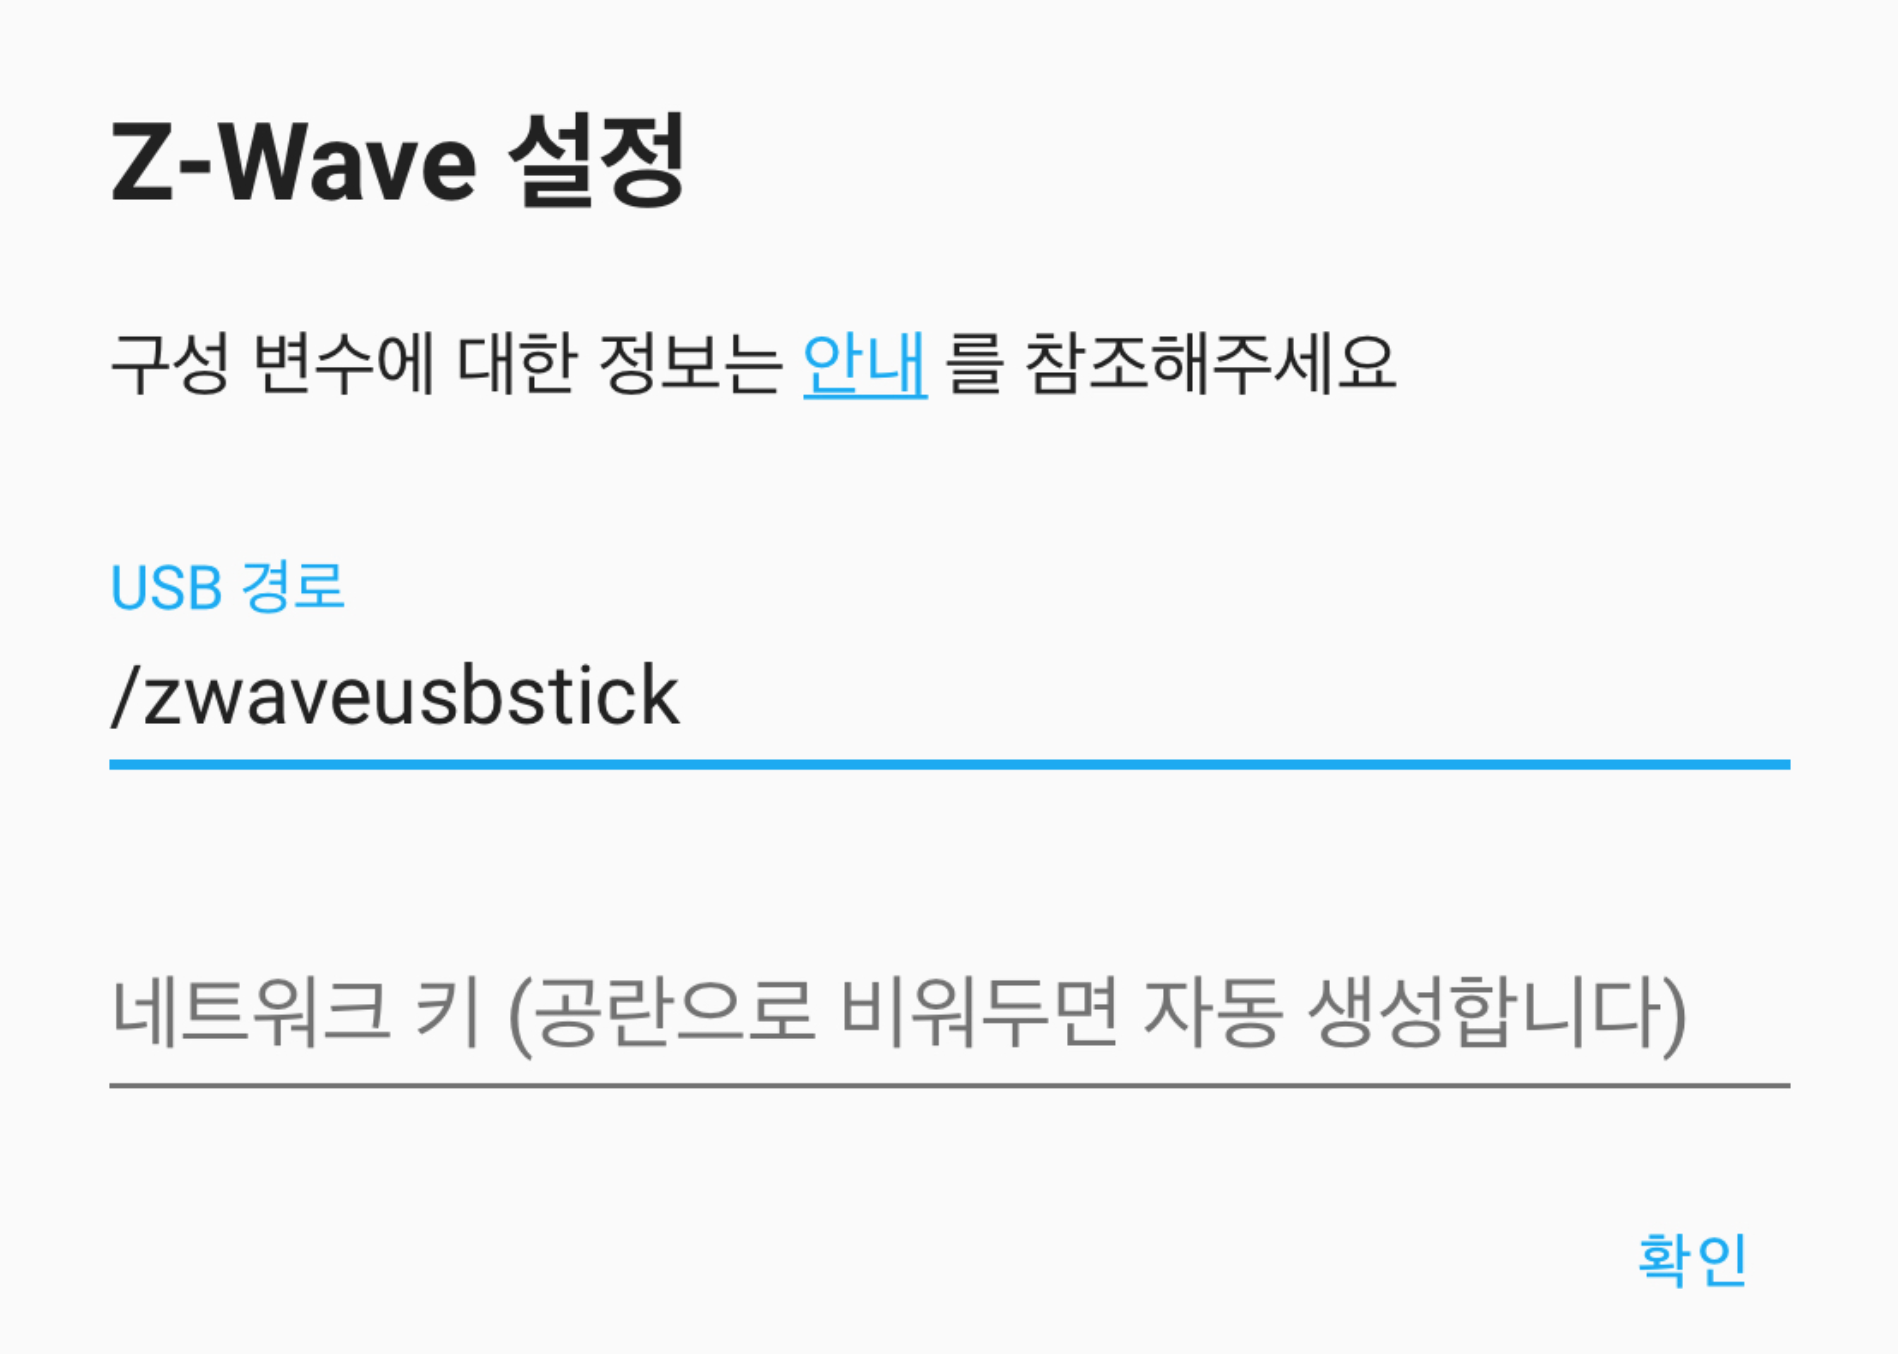 Z-Wave 설정
구성 변수에 대한 정보는 안내 를 참조해주세요
USB 경로
/zwaveusbstick
네트워크 키 (공란으로 비워두면 자동 생성합니다)
확인